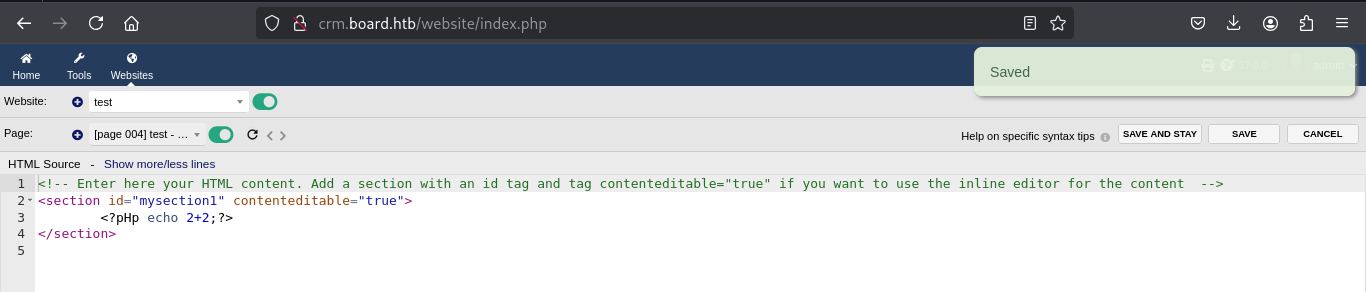 crm.board.htb/website/index.php
Home Tools Websites
Saved
Website: test
Page: [page 004] test - ...
Help on specific syntax tips SAVE AND STAY SAVE CANCEL
HTML Source - Show more/less lines
1 <!-- Enter here your HTML content. Add a section with an id tag and tag contenteditable="true" if you want to use the inline editor for the content  -->
2 <section id="mysection1" contenteditable="true">
3         <?pHp echo 2+2;?>
4 </section>
5